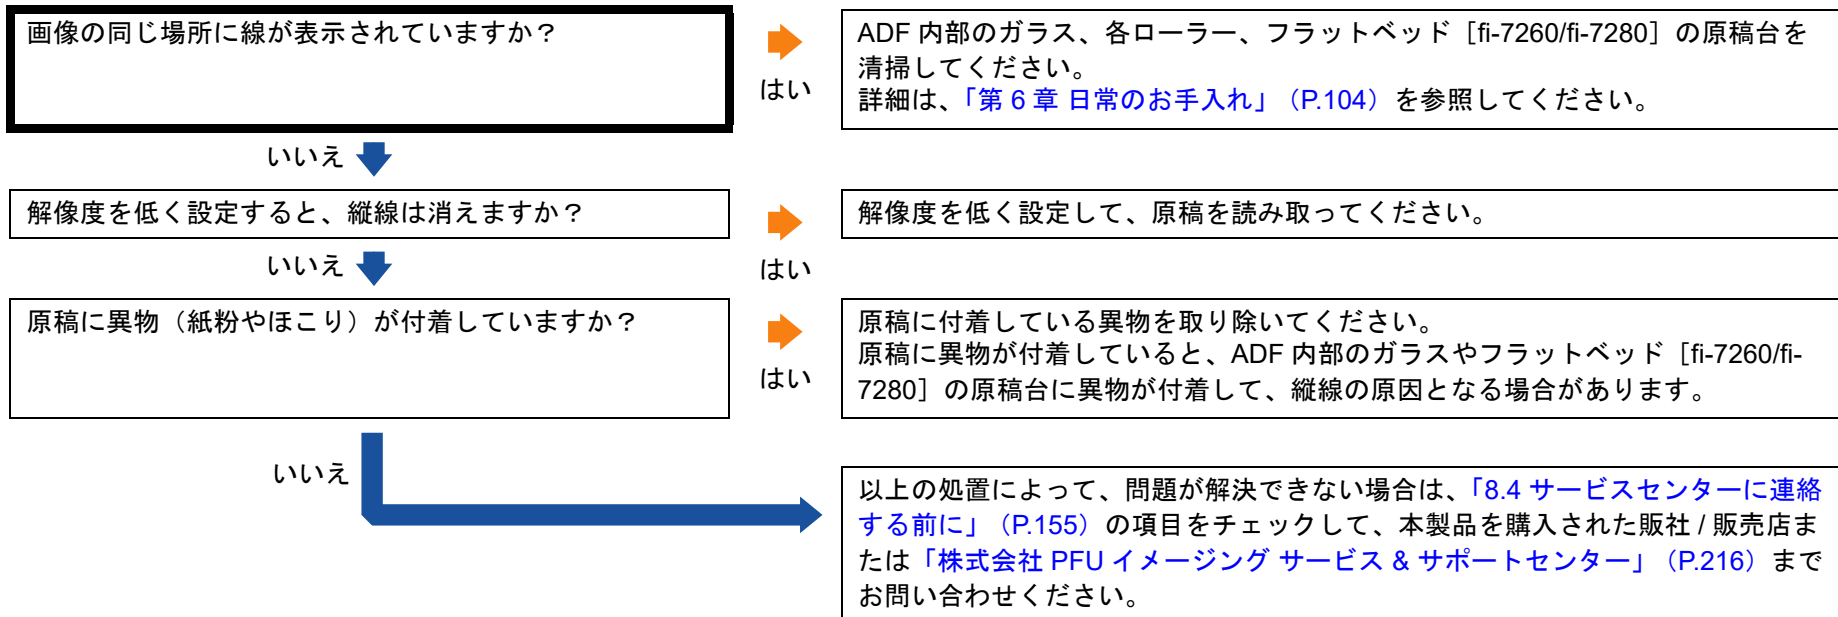 画像の同じ場所に線が表示されていますか？
はい
ADF 内部のガラス、各ローラー、フラットベッド［fi-7260/fi-7280］の原稿台を
清掃してください。
詳細は、「第 6 章 日常のお手入れ」（P.104）を参照してください。
いいえ
解像度を低く設定すると、縦線は消えますか？
はい
解像度を低く設定して、原稿を読み取ってください。
いいえ
原稿に異物（紙粉やほこり）が付着していますか？
はい
原稿に付着している異物を取り除いてください。
原稿に異物が付着していると、ADF 内部のガラスやフラットベッド［fi-7260/fi-
7280］の原稿台に異物が付着して、縦線の原因となる場合があります。
いいえ
以上の処置によって、問題が解決できない場合は、「8.4 サービスセンターに連絡
する前に」（P.155）の項目をチェックして、本製品を購入された販社 / 販売店ま
たは「株式会社 PFU イメージング サービス & サポートセンター」（P.216）まで
お問い合わせください。